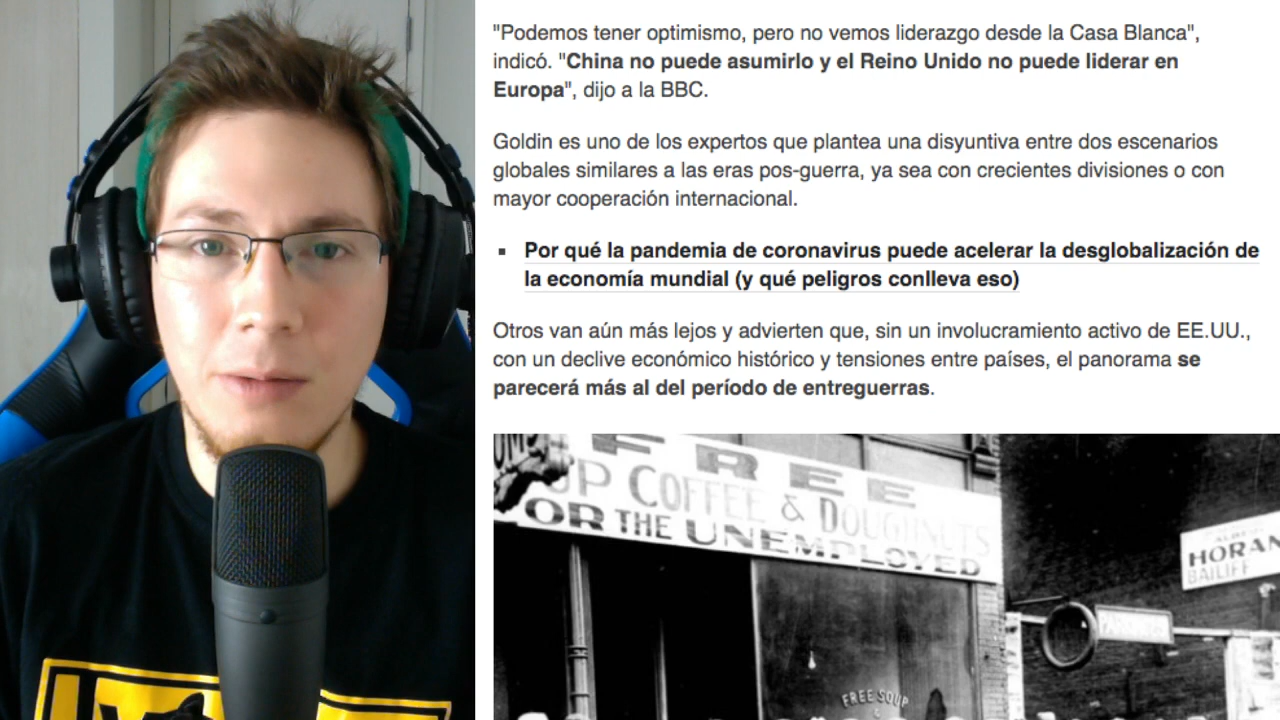 "Podemos tener optimismo, pero no vemos liderazgo desde la Casa Blanca",
indicó. "China no puede asumirlo y el Reino Unido no puede liderar en
Europa", dijo a la BBC.
Goldin es uno de los expertos que plantea una disyuntiva entre dos escenarios
globales similares a las eras pos-guerra, ya sea con crecientes divisiones o con
mayor cooperación internacional.
▪ Por qué la pandemia de coronavirus puede acelerar la desglobalización de
la economía mundial (y qué peligros conlleva eso)
Otros van aún más lejos y advierten que, sin un involucramiento activo de EE.UU.,
con un declive económico histórico y tensiones entre países, el panorama se
parecerá más al del período de entreguerras.
FREE
UP COFFEE & DOUGHNUTS
OR THE UNEMPLOYED
HORAN
BAILIFF
FREE SOUP